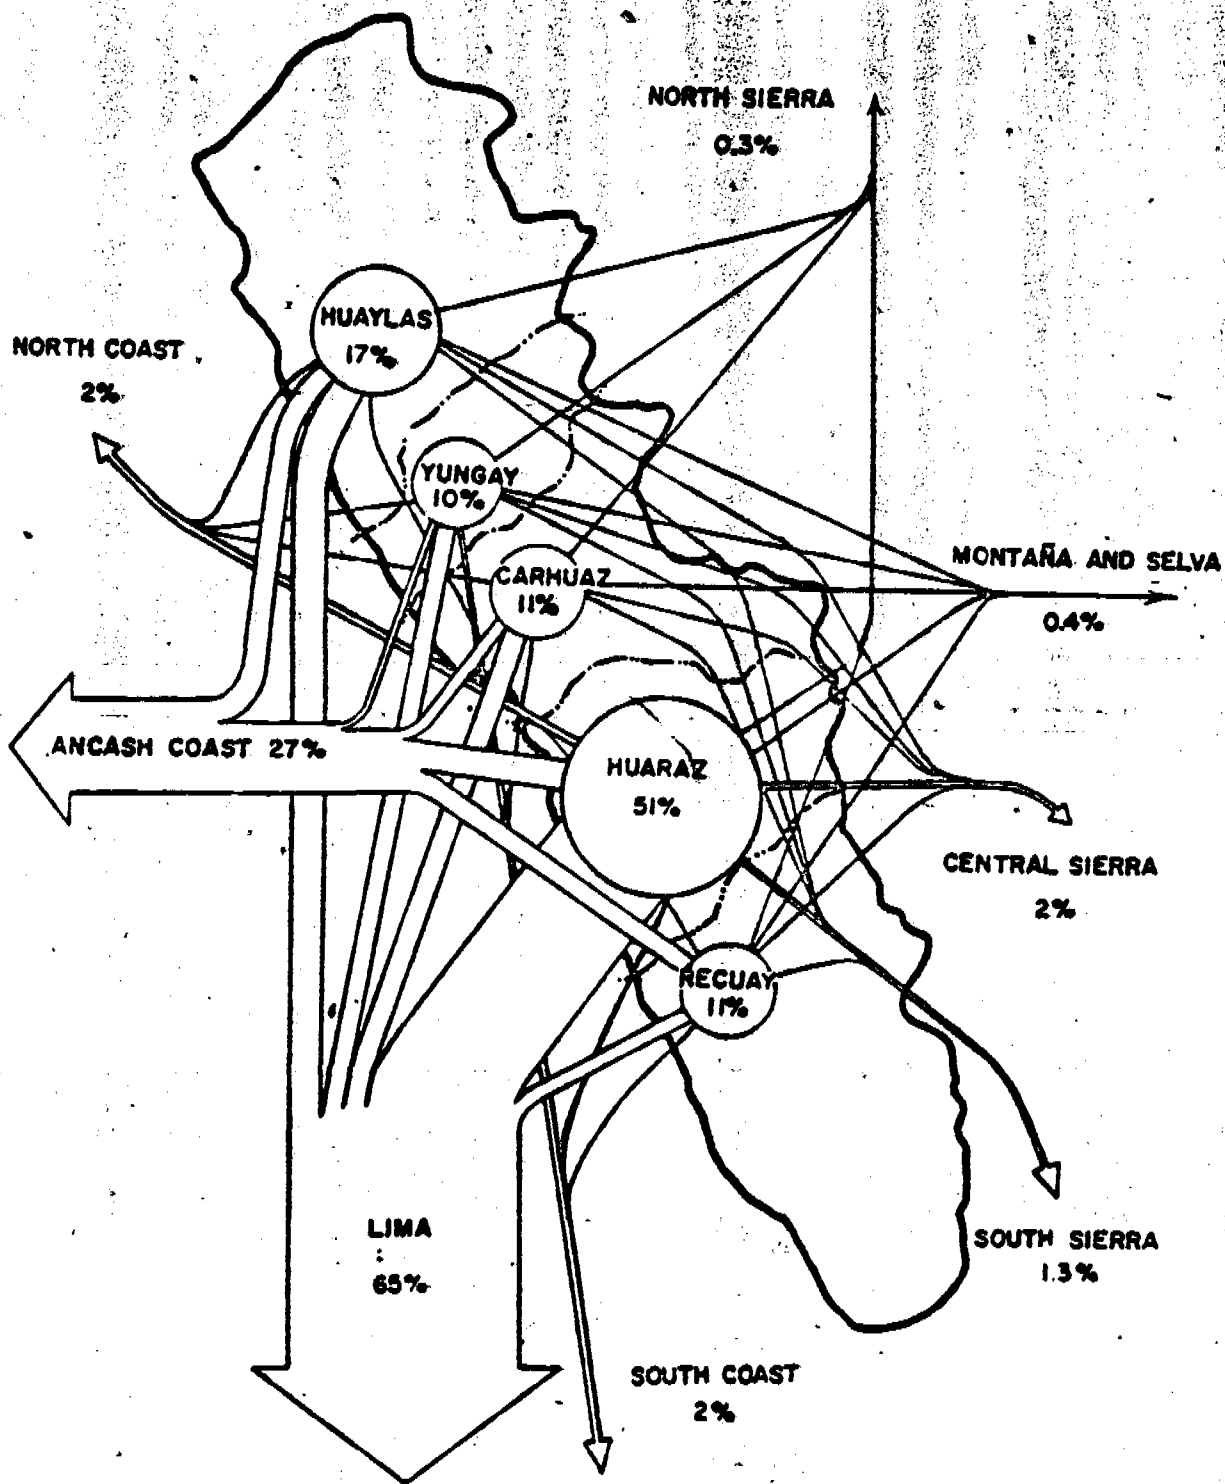 NORTH SIERRA
0.3%
HUAYLAS
17%
NORTH COAST
2%
YUNGAY
10%
MONTAÑA AND SELVA
0.4%
CARHUAZ
11%
ANCASH COAST 27%
HUARAZ
51%
CENTRAL SIERRA
2%
RECUAY
11%
LIMA
65%
SOUTH SIERRA
1.3%
SOUTH COAST
2%